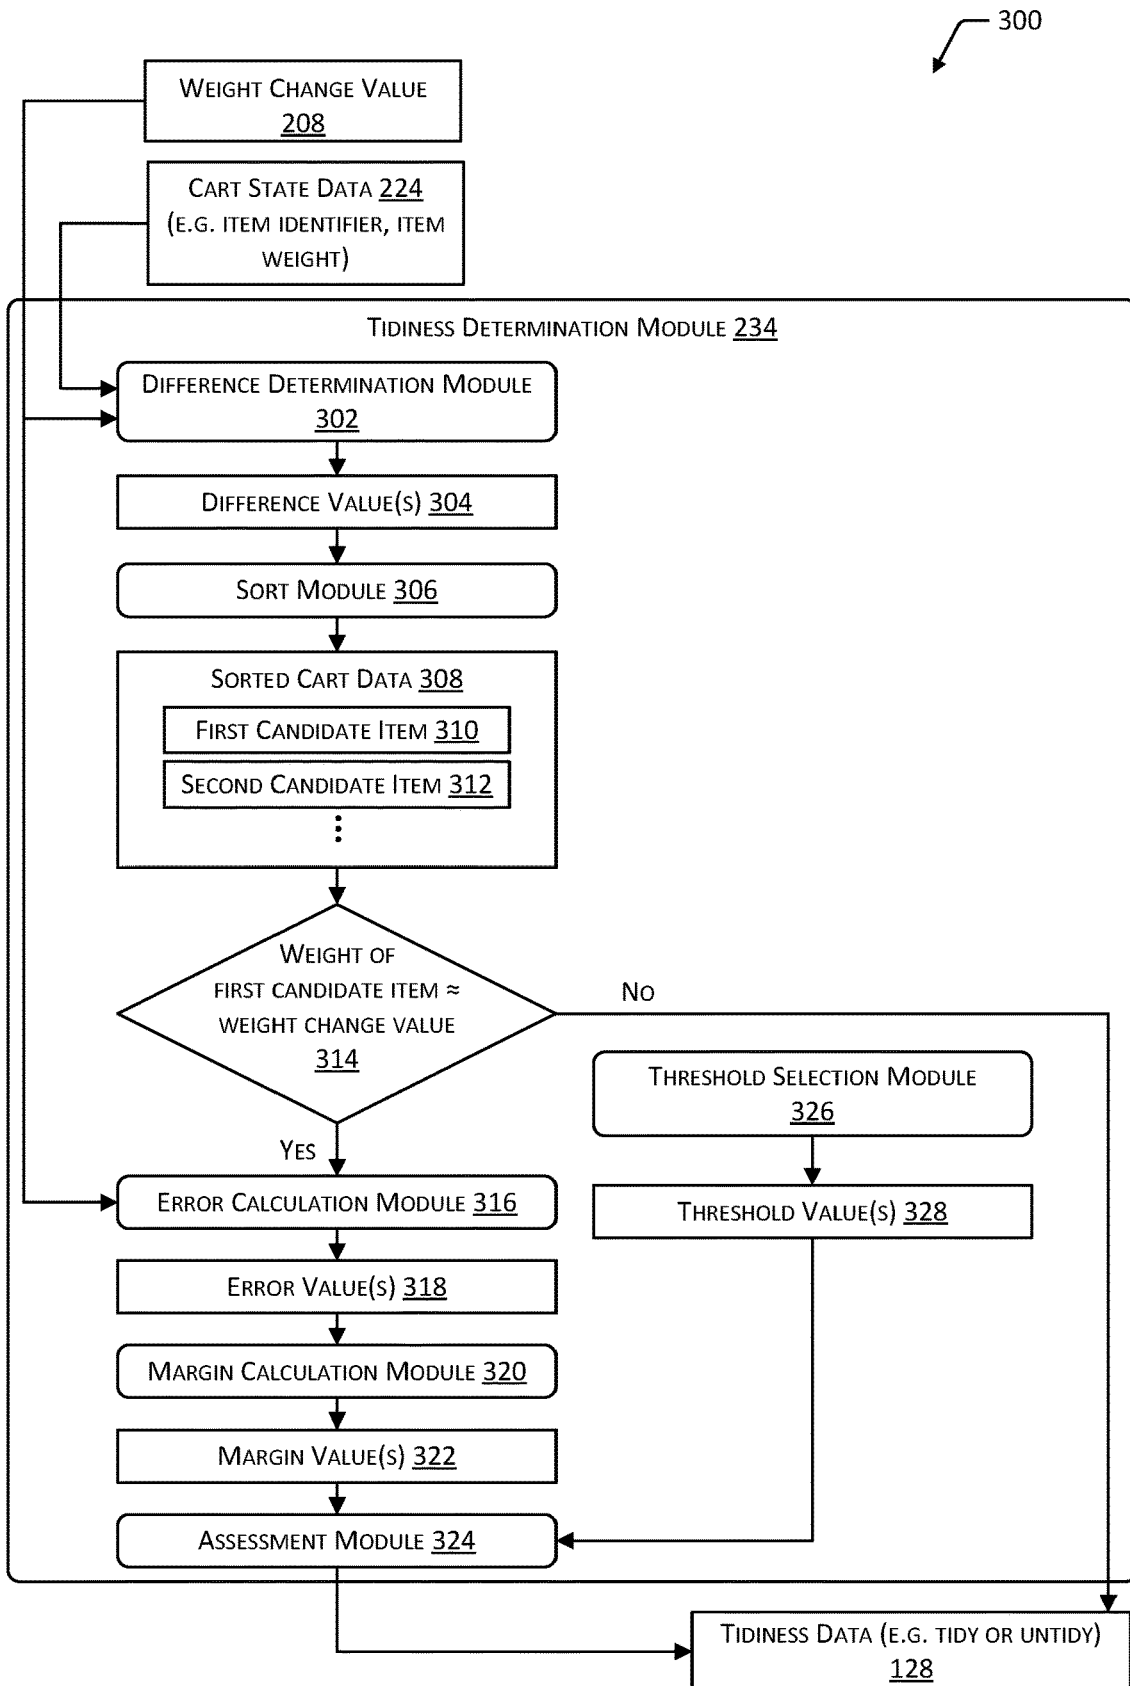 300
WEIGHT CHANGE VALUE
208
CART STATE DATA 224
(E.G. ITEM IDENTIFIER, ITEM
WEIGHT)
TIDINESS DETERMINATION MODULE 234
DIFFERENCE DETERMINATION MODULE
302
DIFFERENCE VALUE(S) 304
SORT MODULE 306
SORTED CART DATA 308
FIRST CANDIDATE ITEM 310
SECOND CANDIDATE ITEM 312
WEIGHT OF
FIRST CANDIDATE ITEM ≈
WEIGHT CHANGE VALUE
314
NO
THRESHOLD SELECTION MODULE
326
YES
ERROR CALCULATION MODULE 316
THRESHOLD VALUE(S) 328
ERROR VALUE(S) 318
MARGIN CALCULATION MODULE 320
MARGIN VALUE(S) 322
ASSESSMENT MODULE 324
TIDINESS DATA (E.G. TIDY OR UNTIDY)
128